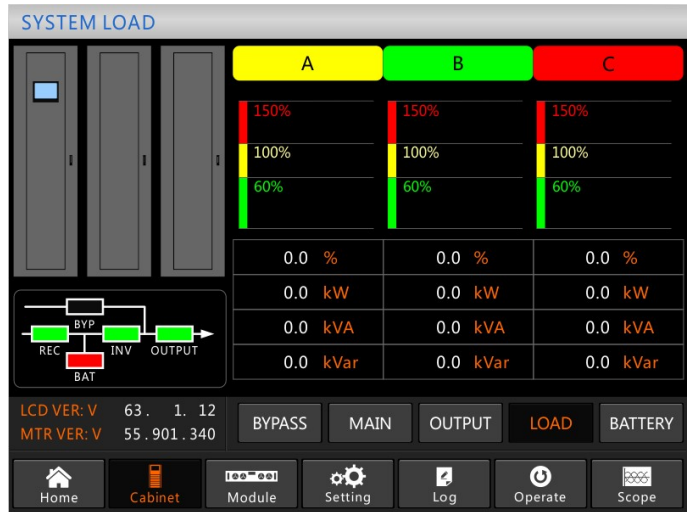 SYSTEM LOAD
A B C
150% 150% 150%
100% 100% 100%
60% 60% 60%
0.0 % 0.0 % 0.0 %
0.0 kW 0.0 kW 0.0 kW
0.0 kVA 0.0 kVA 0.0 kVA
0.0 kVar 0.0 kVar 0.0 kVar
BYP
REC INV OUTPUT
BAT
LCD VER: V 63. 1. 12
MTR VER: V 55.901.340
BYPASS MAIN OUTPUT LOAD BATTERY
Home Cabinet Module Setting Log Operate Scope